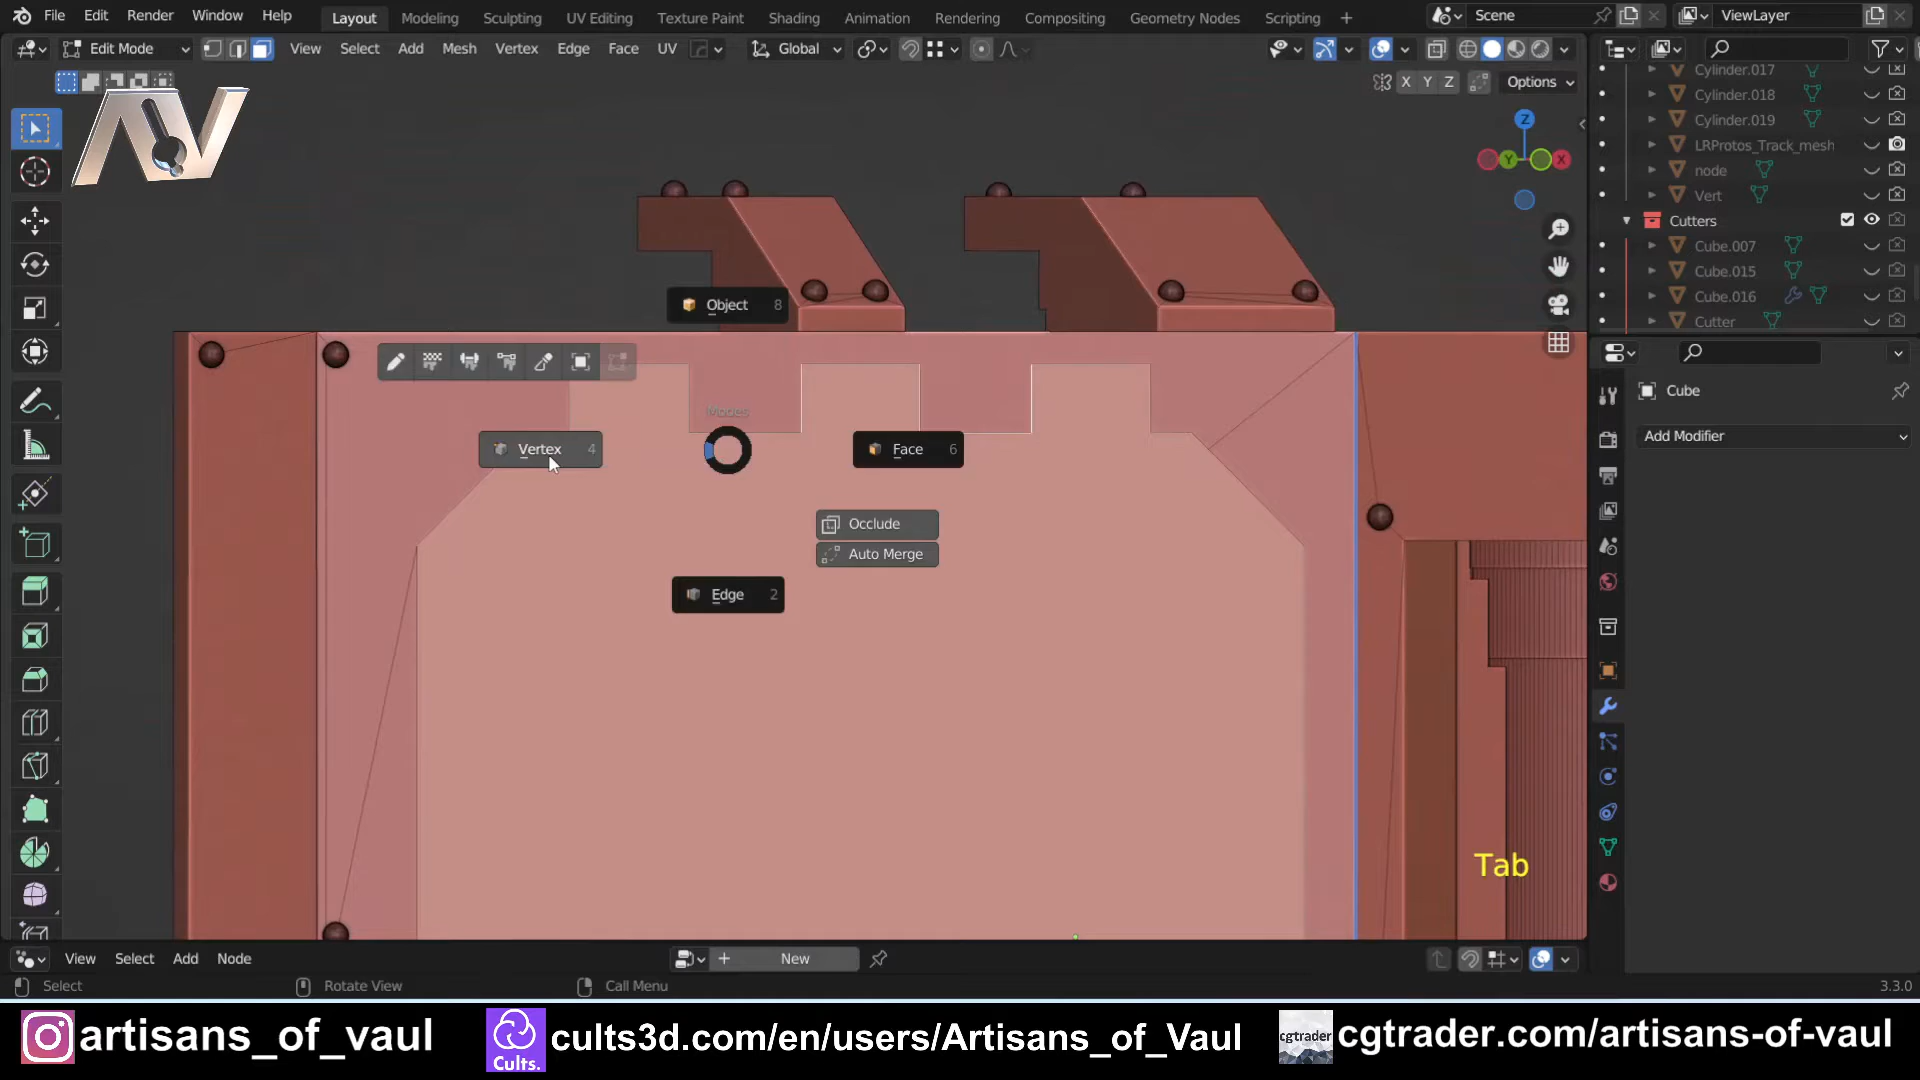 File Edit Render Window Help Layout Modeling Sculpting UV Editing Texture Paint Shading Animation Rendering Compositing Geometry Nodes Scripting + Scene ViewLayer
Edit Mode View Select Add Mesh Vertex Edge Face UV Global
X Y Z Options
AV
Cylinder.017
Cylinder.018
Cylinder.019
LRProtos_Track_mesh
node
Vert
Cutters
Cube.007
Cube.015
Cube.016
Cutter
Z
Y X
Object 8
Modes
Vertex 4
Face 6
Occlude
Auto Merge
Edge 2
Cube
Add Modifier
Tab
View Select Add Node + New
Select Rotate View Call Menu 3.3.0
artisans_of_vaul Cults. cults3d.com/en/users/Artisans_of_Vaul cgtrader cgtrader.com/artisans-of-vaul